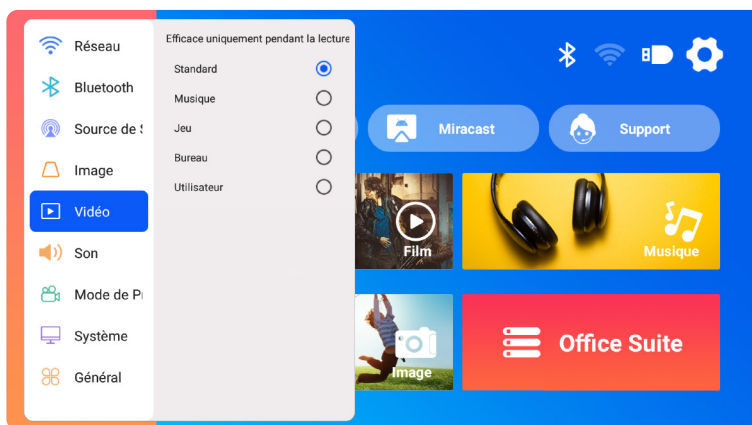 Réseau
Bluetooth
Source de S
Image
Vidéo
Son
Mode de Pr
Système
Général
Efficace uniquement pendant la lecture
Standard
Musique
Jeu
Bureau
Utilisateur
Miracast
Support
Film
Musique
Image
Office Suite